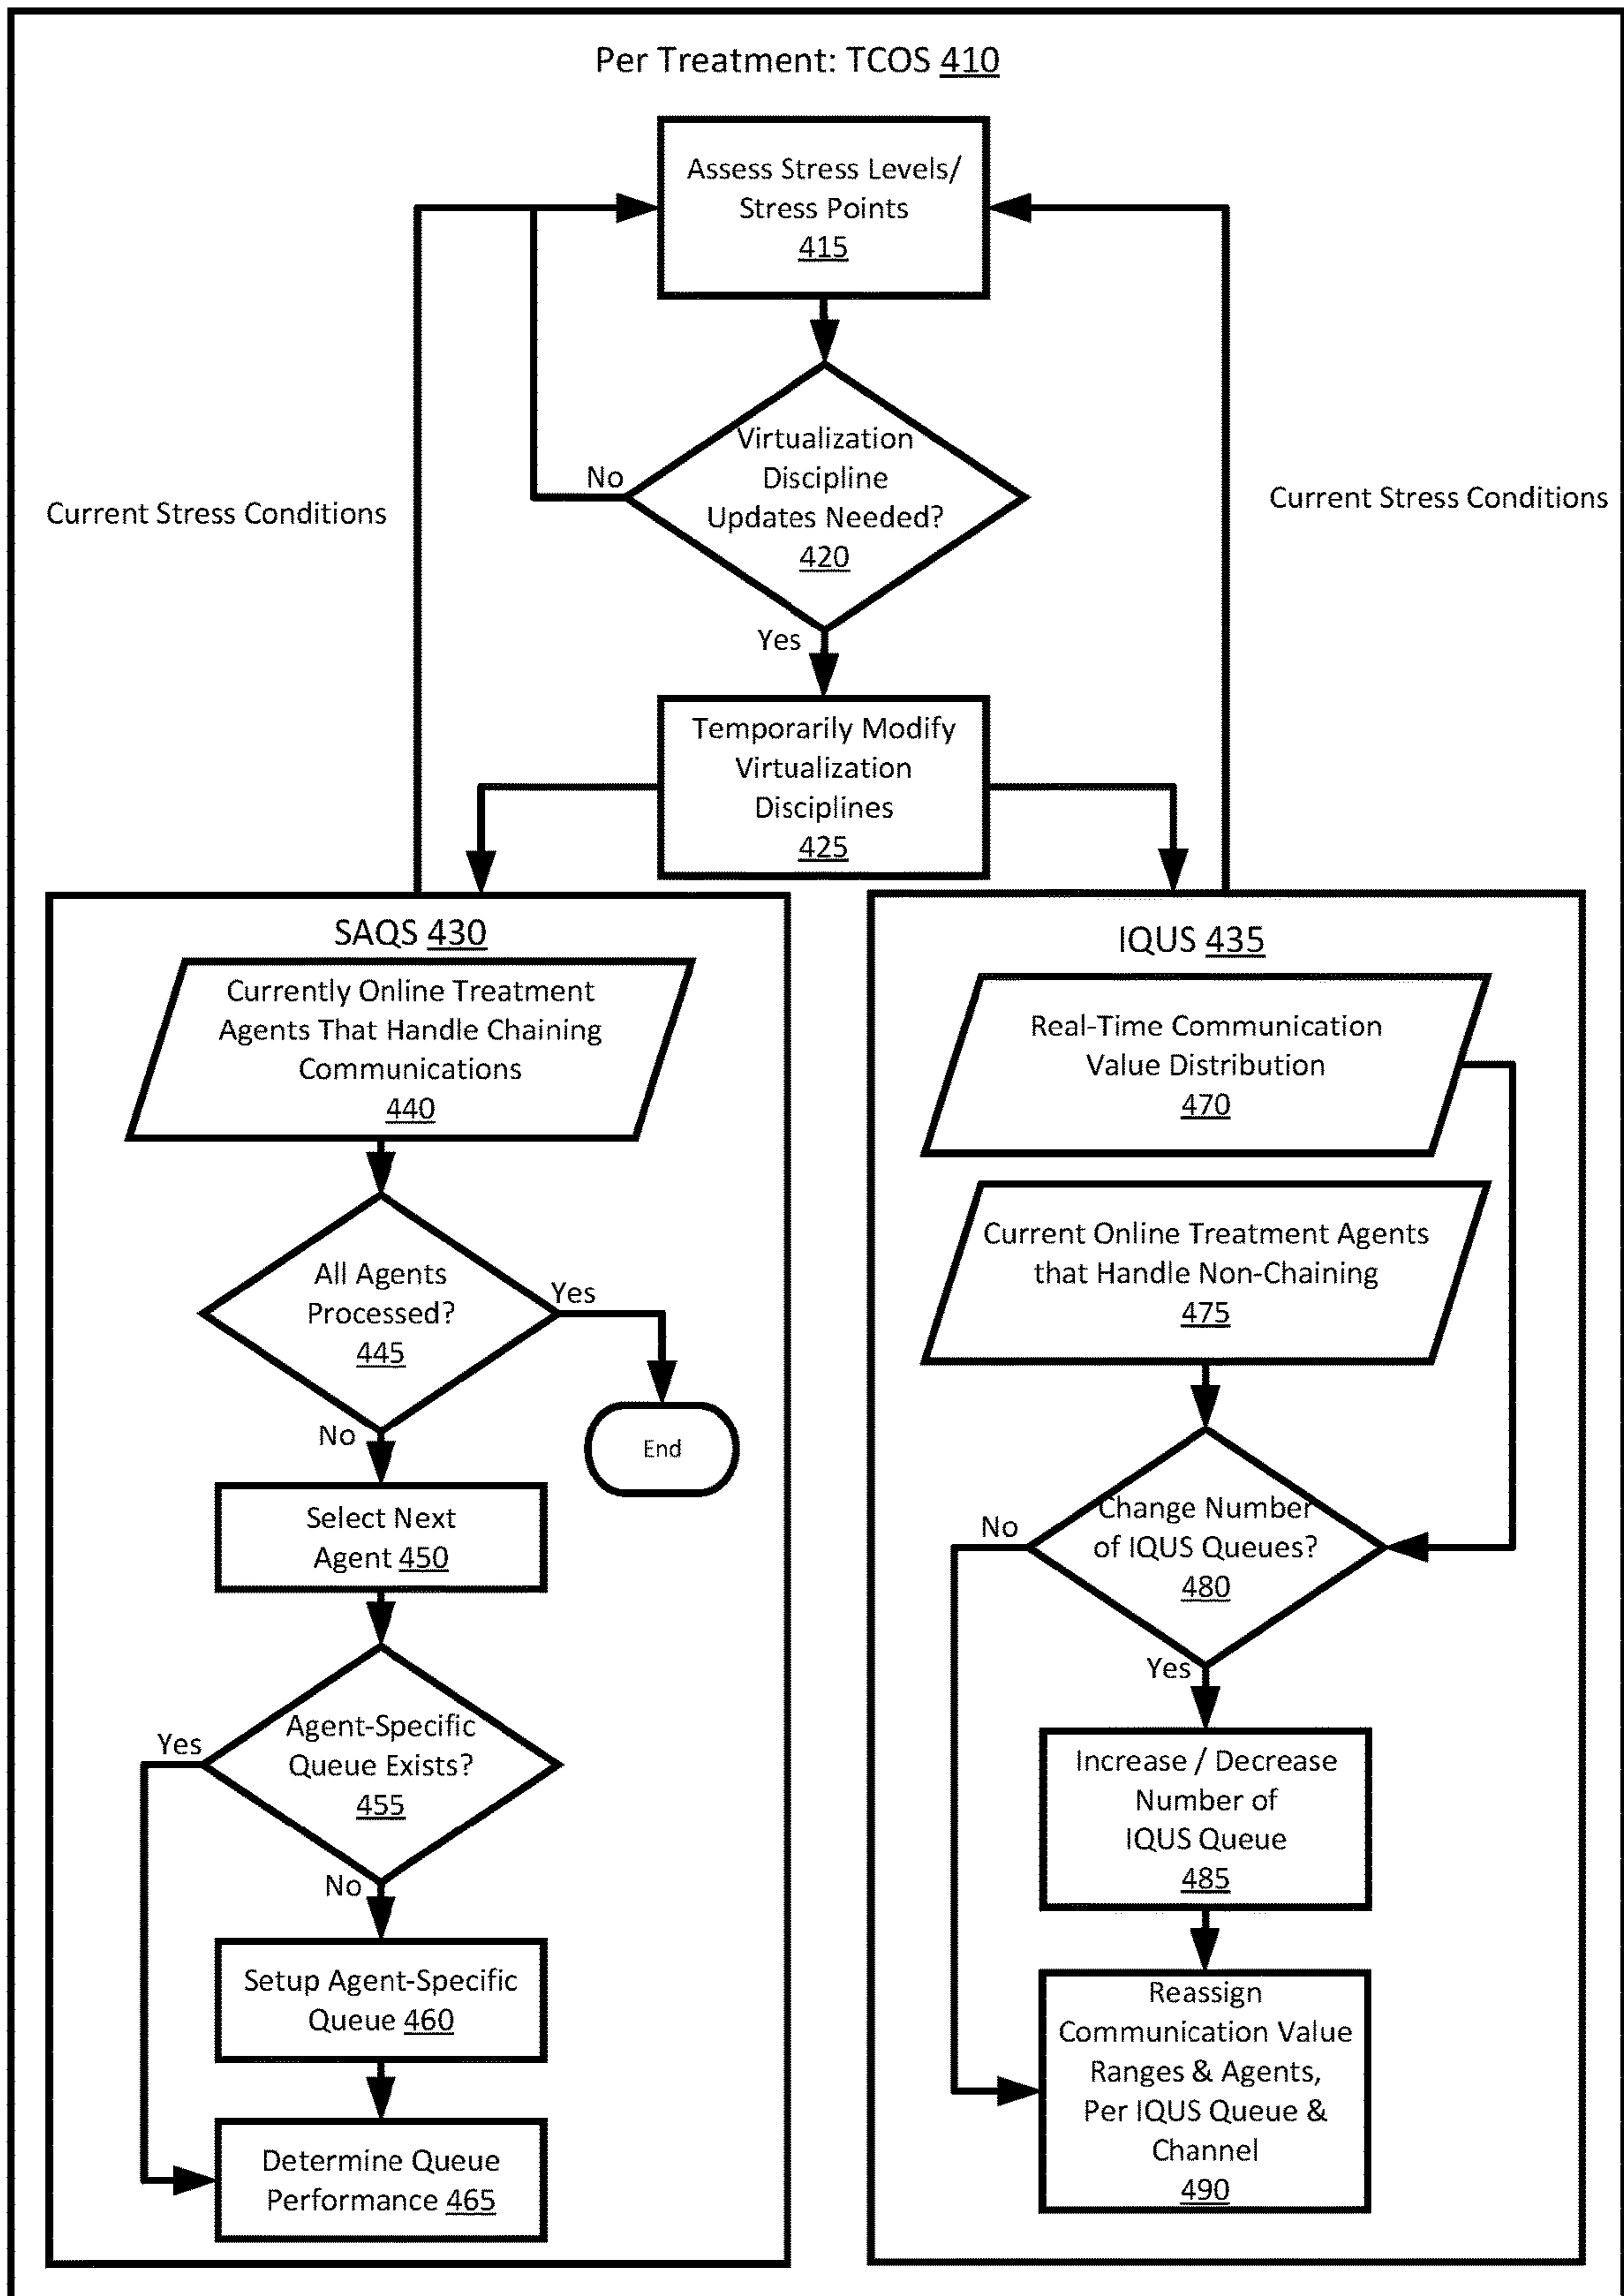 Per Treatment: TCOS 410
Assess Stress Levels/
Stress Points
415
Virtualization
Discipline
Updates Needed?
420
No
Yes
Current Stress Conditions
Current Stress Conditions
Temporarily Modify
Virtualization
Disciplines
425
SAQS 430
Currently Online Treatment
Agents That Handle Chaining
Communications
440
All Agents
Processed?
445
Yes
End
No
Select Next
Agent 450
Agent-Specific
Queue Exists?
455
Yes
No
Setup Agent-Specific
Queue 460
Determine Queue
Performance 465
IQUS 435
Real-Time Communication
Value Distribution
470
Current Online Treatment Agents
that Handle Non-Chaining
475
Change Number
of IQUS Queues?
480
No
Yes
Increase / Decrease
Number of
IQUS Queue
485
Reassign
Communication Value
Ranges & Agents,
Per IQUS Queue &
Channel
490